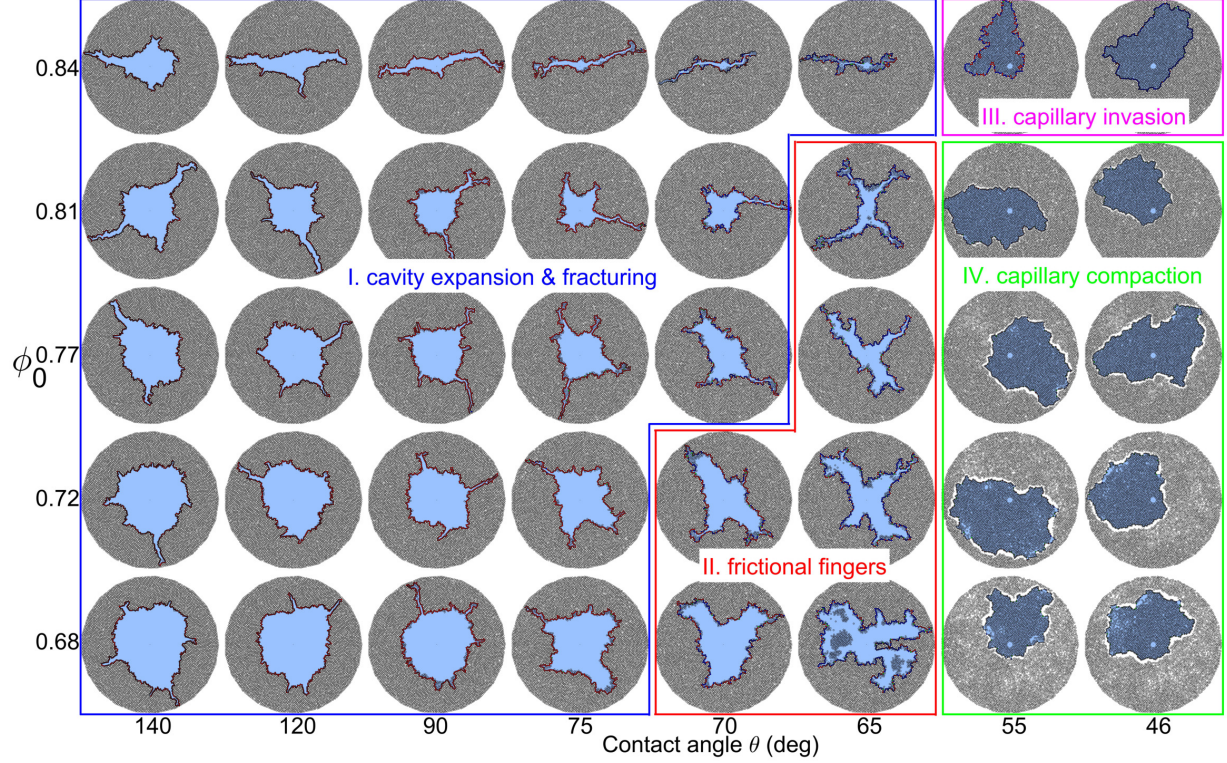 0.84
III. capillary invasion
0.81
I. cavity expansion & fracturing
IV. capillary compaction
ϕ0
0.77
0.72
II. frictional fingers
0.68
140 120 90 75 70 65 55 46
Contact angle θ (deg)